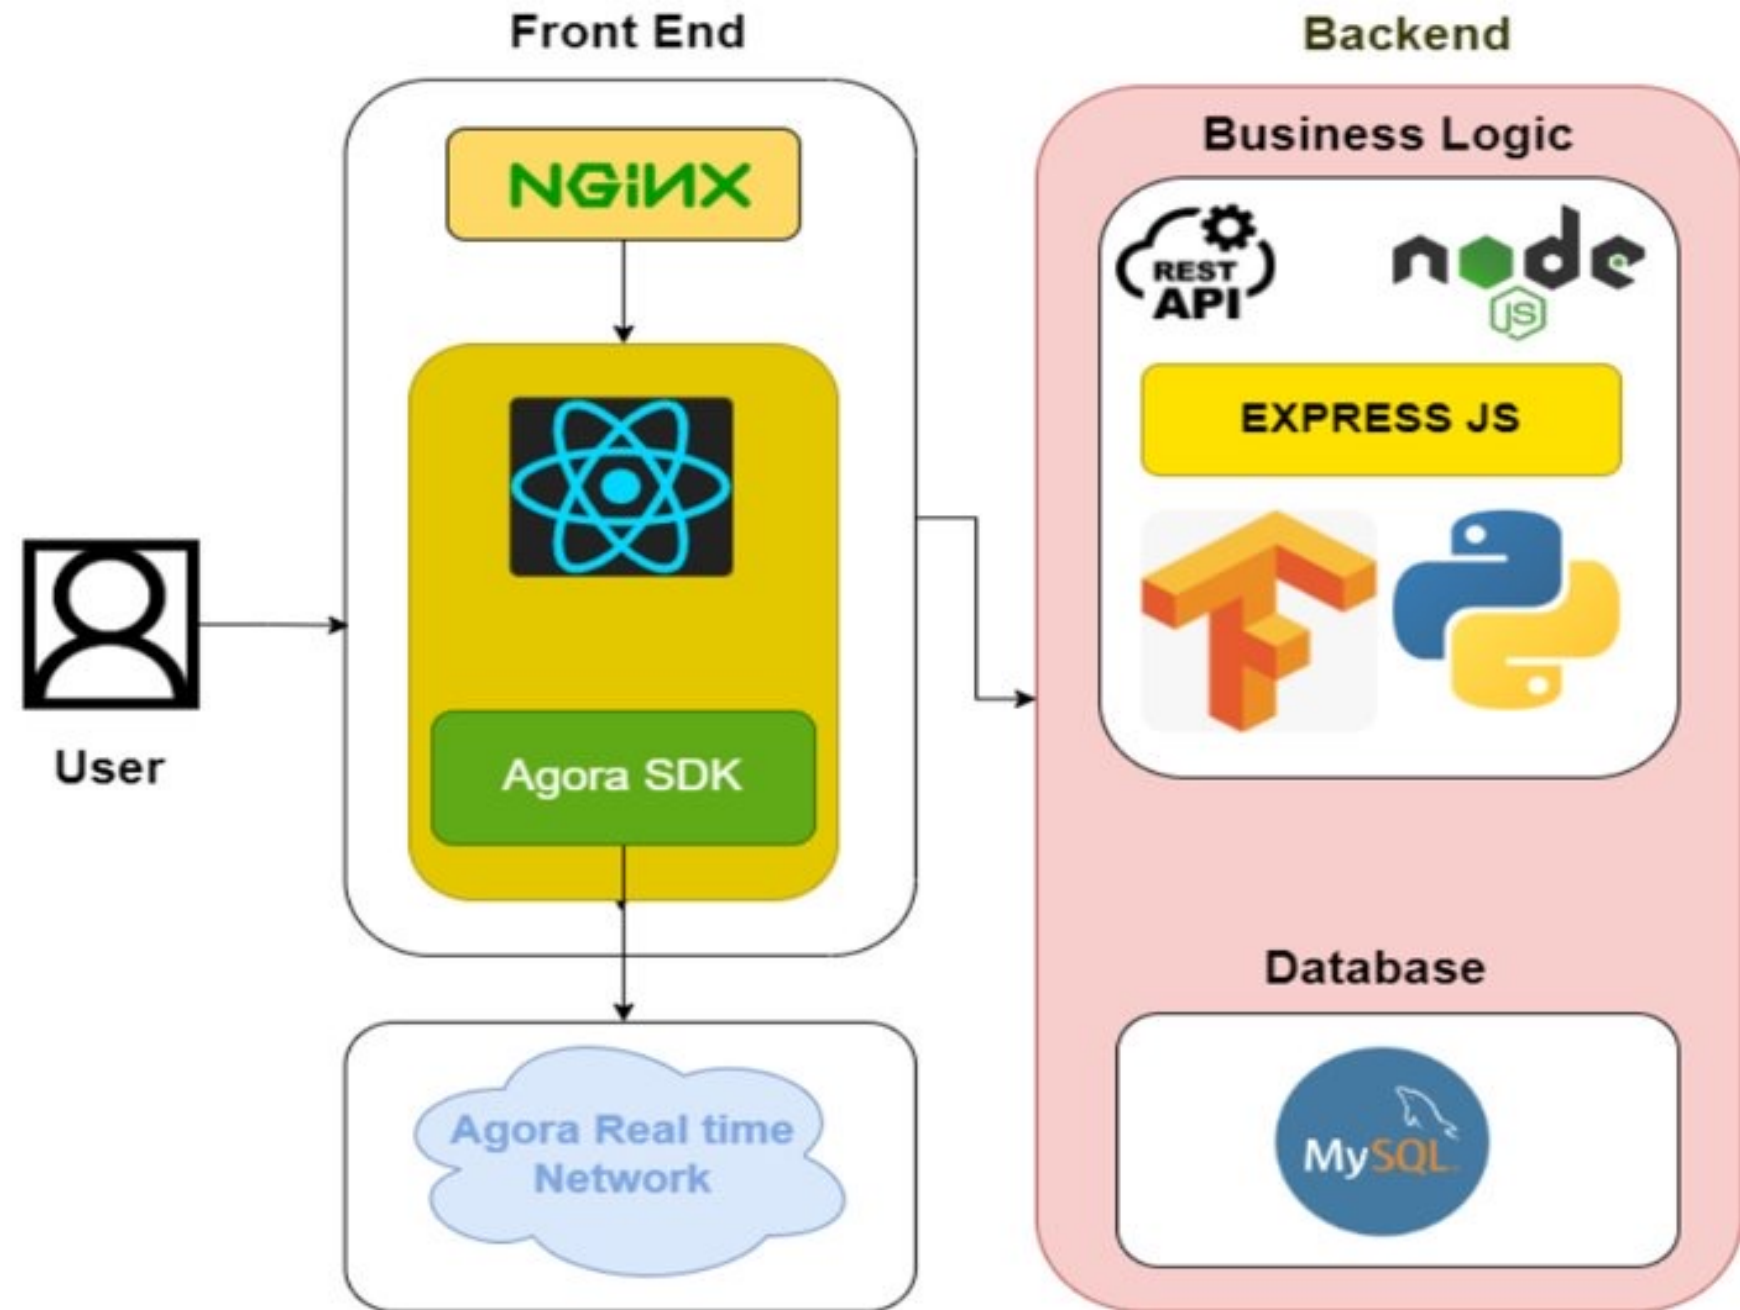 Front End
Backend
NGiNX
Business Logic
REST
API
node
JS
EXPRESS JS
User
Agora SDK
Database
Agora Real time
Network
MySQL